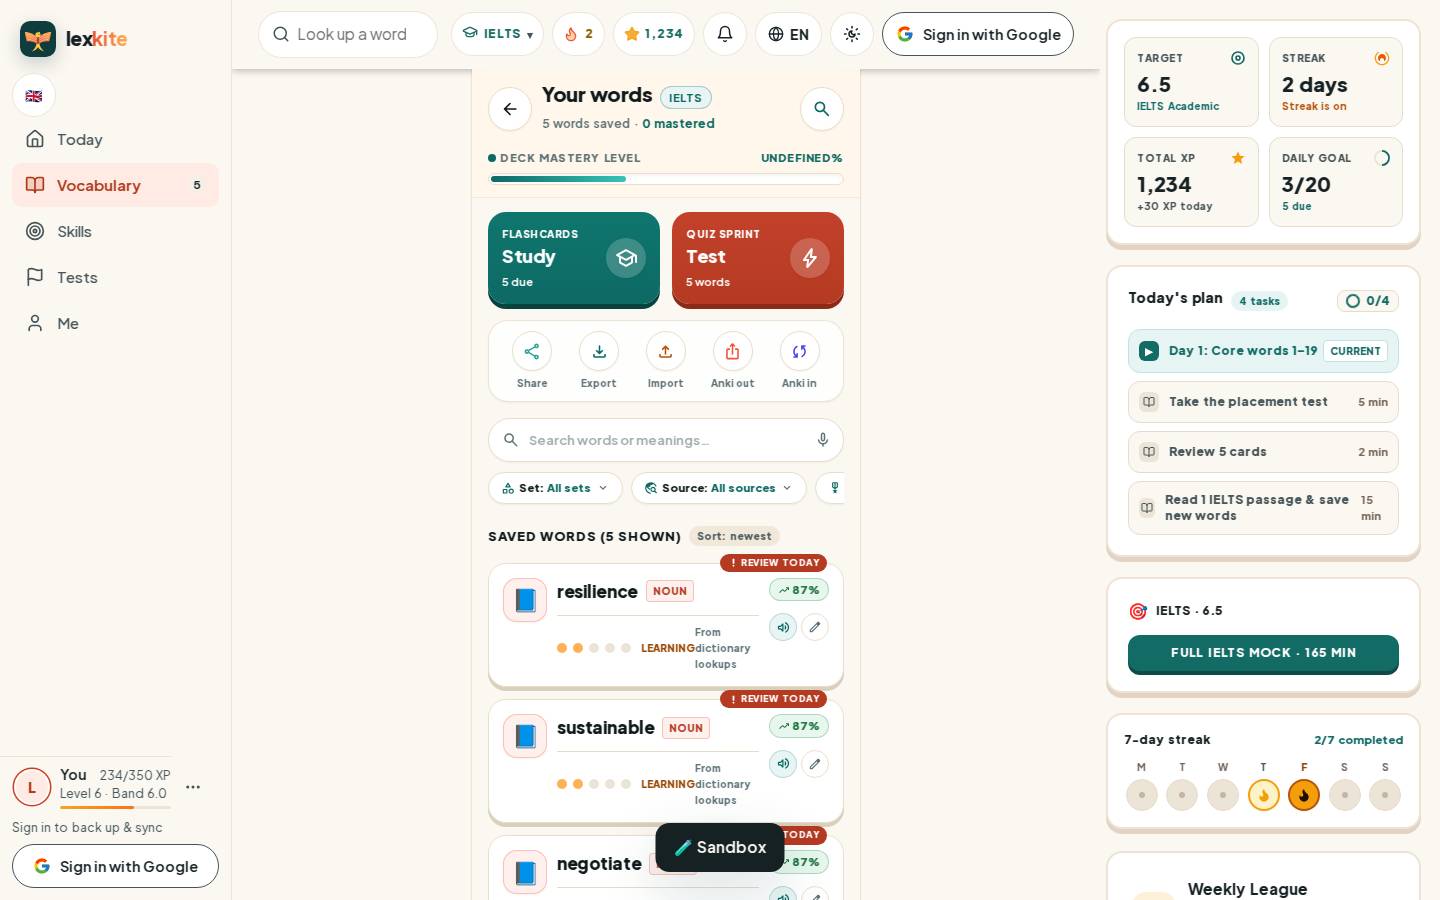 lexkite
Today
Vocabulary 5
Skills
Tests
Me
L
You 234/350 XP
Level 6 · Band 6.0
Sign in to back up & sync
Sign in with Google
Look up a word
IELTS
2
1,234
EN
Sign in with Google
Your words IELTS
5 words saved · 0 mastered
DECK MASTERY LEVEL UNDEFINED%
FLASHCARDS
Study
5 due
QUIZ SPRINT
Test
5 words
Share Export Import Anki out Anki in
Search words or meanings…
Set: All sets Source: All sources
SAVED WORDS (5 SHOWN) Sort: newest
! REVIEW TODAY
resilience NOUN 87%
LEARNING
From
dictionary
lookups
! REVIEW TODAY
sustainable NOUN 87%
LEARNING
From
dictionary
lookups
TODAY
negotiate 87%
🧪 Sandbox
TARGET
6.5
IELTS Academic
STREAK
2 days
Streak is on
TOTAL XP
1,234
+30 XP today
DAILY GOAL
3/20
5 due
Today's plan 4 tasks 0/4
Day 1: Core words 1–19 CURRENT
Take the placement test 5 min
Review 5 cards 2 min
Read 1 IELTS passage & save
new words
15
min
IELTS · 6.5
FULL IELTS MOCK · 165 MIN
7-day streak 2/7 completed
M T W T F S S
Weekly League